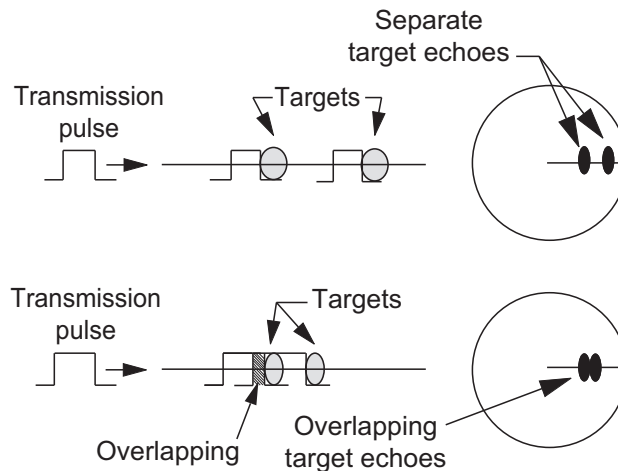 Separate
target echoes
Transmission
pulse
Targets
Transmission
pulse
Targets
Overlapping
Overlapping
target echoes